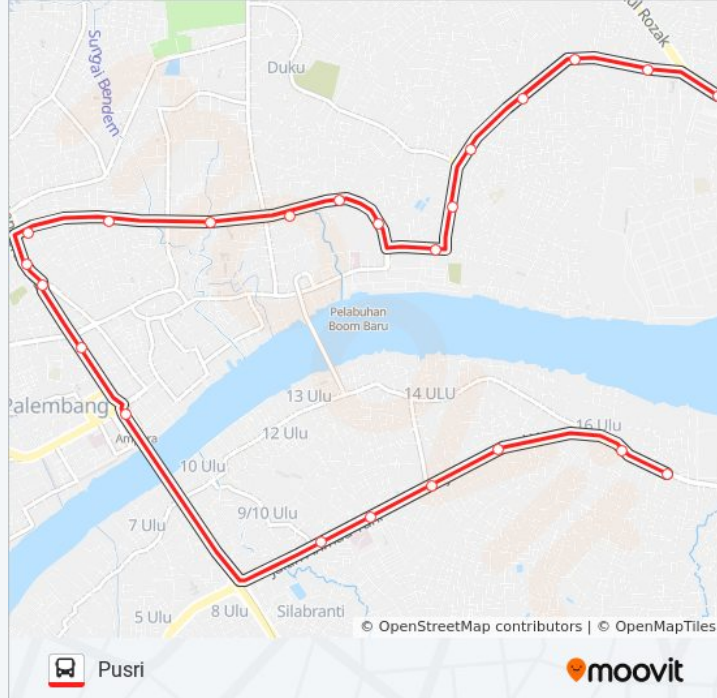 ul Rozak
Sungai Bendem
Duku
Pelabuhan
Boom Baru
13 Ulu
14 ULU
16 Ulu
Palembang
12 Ulu
10 Ulu
9/10 Ulu
7 Ulu
5 Ulu
8 Ulu
Silabranti
© OpenStreetMap contributors | © OpenMapTiles
Pusri
moovit